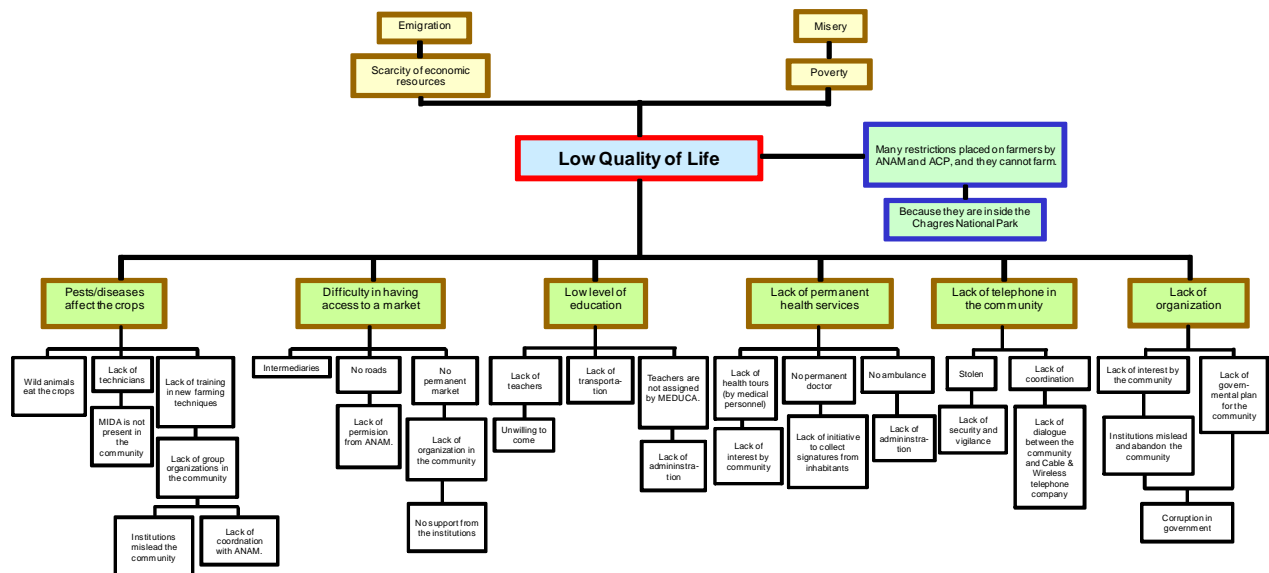 Emigration
Misery
Scarcity of economic
resources
Poverty
Low Quality of Life
Many restrictions placed on farmers by
ANAM and ACP, and they cannot farm.
Because they are inside the
Chagres National Park
Pests/diseases
affect the crops
Difficulty in having
access to a market
Low level of
education
Lack of permanent
health services
Lack of telephone in
the community
Lack of
organization
Wild animals
eat the crops
Lack of
technicians
Lack of training
in new farming
techniques
MIDA is not
present in the
community
Lack of group
organizations in
the community
Institutions
mislead the
community
Lack of
coordnation
with ANAM.
Intermediaries
No roads
No
permanent
market
Lack of
permission
from ANAM.
Lack of
organization in
the community
No support from
the institutions
Lack of
teachers
Lack of
transporta-
tion
Teachers are
not assigned
by MEDUCA.
Unwilling to
come
Lack of
admininstra-
tion
Lack of
health tours
(by medical
personnel)
No permanent
doctor
No ambulance
Lack of
interest by
community
Lack of initiative
to collect
signatures from
inhabitants
Lack of
admininstra-
tion
Stolen
Lack of
coordination
Lack of
security and
vigilance
Lack of
dialogue
between the
community
and Cable &
Wireless
telephone
company
Lack of interest by
the community
Lack of
govern-
mental plan
for the
community
Institutions mislead
and abandon the
community
Corruption in
government